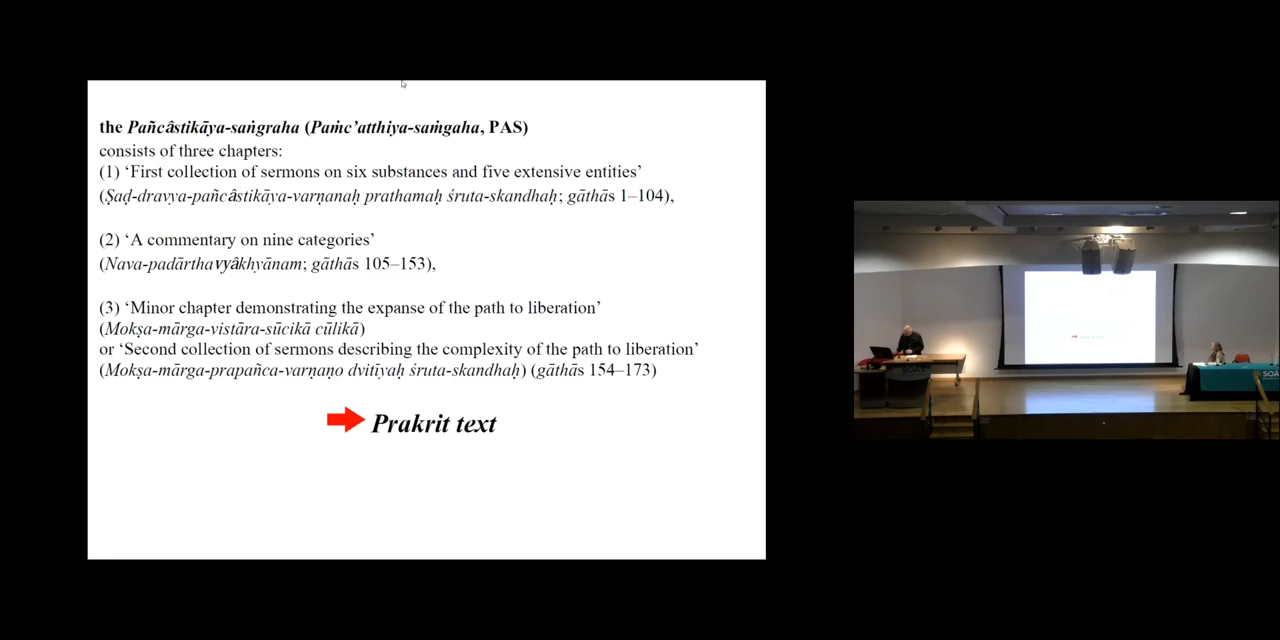 the Pañcâstikāya-saṅgraha (Paṁc’atthiya-saṁgaha, PAS)
consists of three chapters:
(1) ‘First collection of sermons on six substances and five extensive entities’
(Ṣaḍ-dravya-pañcâstikāya-varṇanaḥ prathamaḥ śruta-skandhaḥ; gāthās 1–104),
(2) ‘A commentary on nine categories’
(Nava-padārthavyâkhyānam; gāthās 105–153),
(3) ‘Minor chapter demonstrating the expanse of the path to liberation’
(Mokṣa-mārga-vistāra-sūcikā cūlikā)
or ‘Second collection of sermons describing the complexity of the path to liberation’
(Mokṣa-mārga-prapañca-varṇaṇo dvitīyaḥ śruta-skandhaḥ) (gāthās 154–173)
Prakrit text
SOA